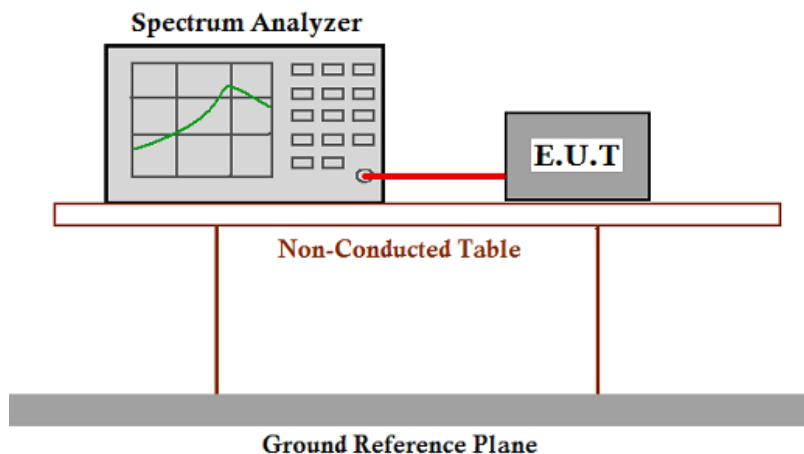 Spectrum Analyzer
E.U.T
Non-Conducted Table
Ground Reference Plane